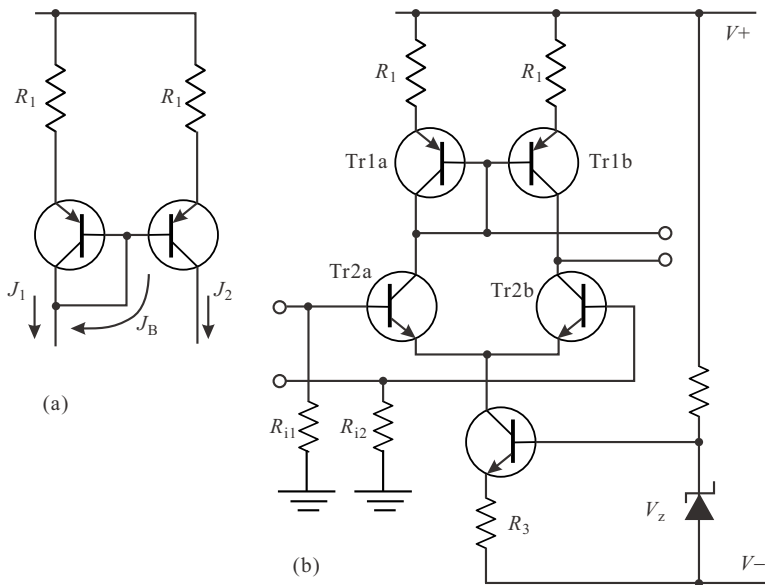 V+
R1
R1
R1
R1
Tr1a
Tr1b
Tr2a
Tr2b
J1
J2
JB
(a)
Ri1
Ri2
R3
Vz
(b)
V−